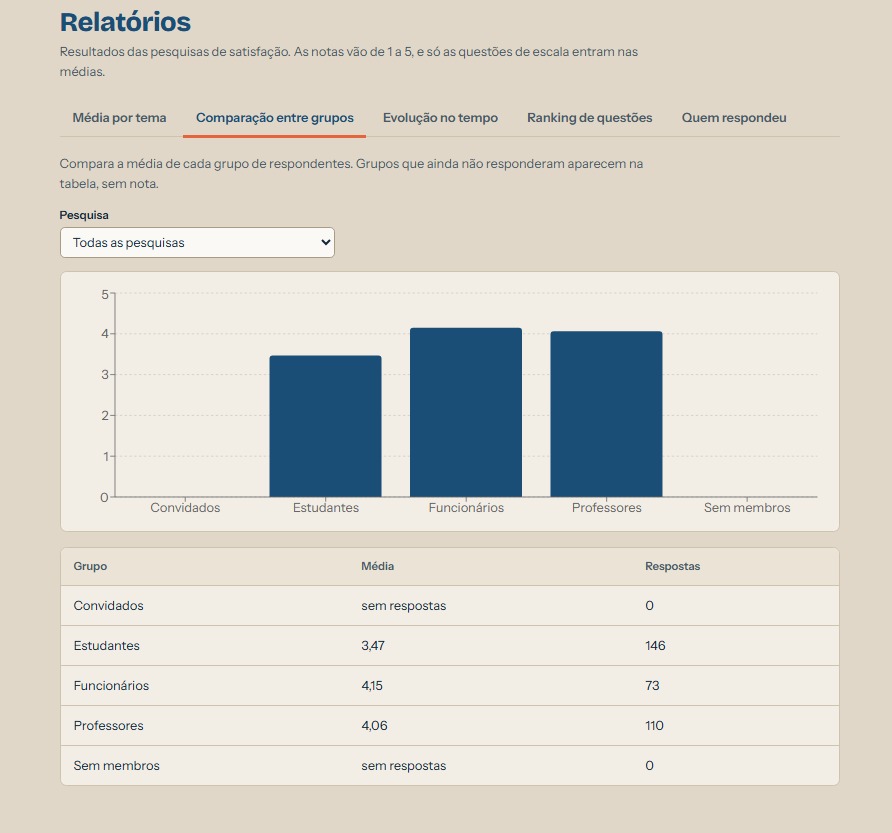 Relatórios
Resultados das pesquisas de satisfação. As notas vão de 1 a 5, e só as questões de escala entram nas
médias.
Média por tema Comparação entre grupos Evolução no tempo Ranking de questões Quem respondeu
Compara a média de cada grupo de respondentes. Grupos que ainda não responderam aparecem na
tabela, sem nota.
Pesquisa
Todas as pesquisas
5
4
3
2
1
0
Convidados Estudantes Funcionários Professores Sem membros
Grupo Média Respostas
Convidados sem respostas 0
Estudantes 3,47 146
Funcionários 4,15 73
Professores 4,06 110
Sem membros sem respostas 0